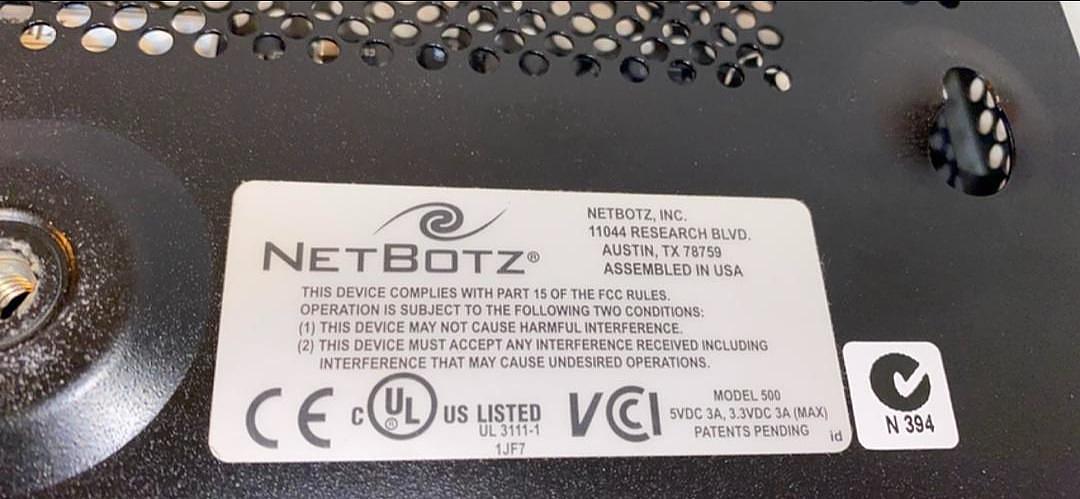 NETBOTZ®
NETBOTZ, INC.
11044 RESEARCH BLVD.
AUSTIN, TX 78759
ASSEMBLED IN USA
THIS DEVICE COMPLIES WITH PART 15 OF THE FCC RULES.
OPERATION IS SUBJECT TO THE FOLLOWING TWO CONDITIONS:
(1) THIS DEVICE MAY NOT CAUSE HARMFUL INTERFERENCE.
(2) THIS DEVICE MUST ACCEPT ANY INTERFERENCE RECEIVED INCLUDING
INTERFERENCE THAT MAY CAUSE UNDESIRED OPERATIONS.
CE
C UL® US LISTED
UL 3111-1
1JF7
VCCI
MODEL 500
5VDC 3A, 3.3VDC 3A (MAX)
PATENTS PENDING
id
N 394